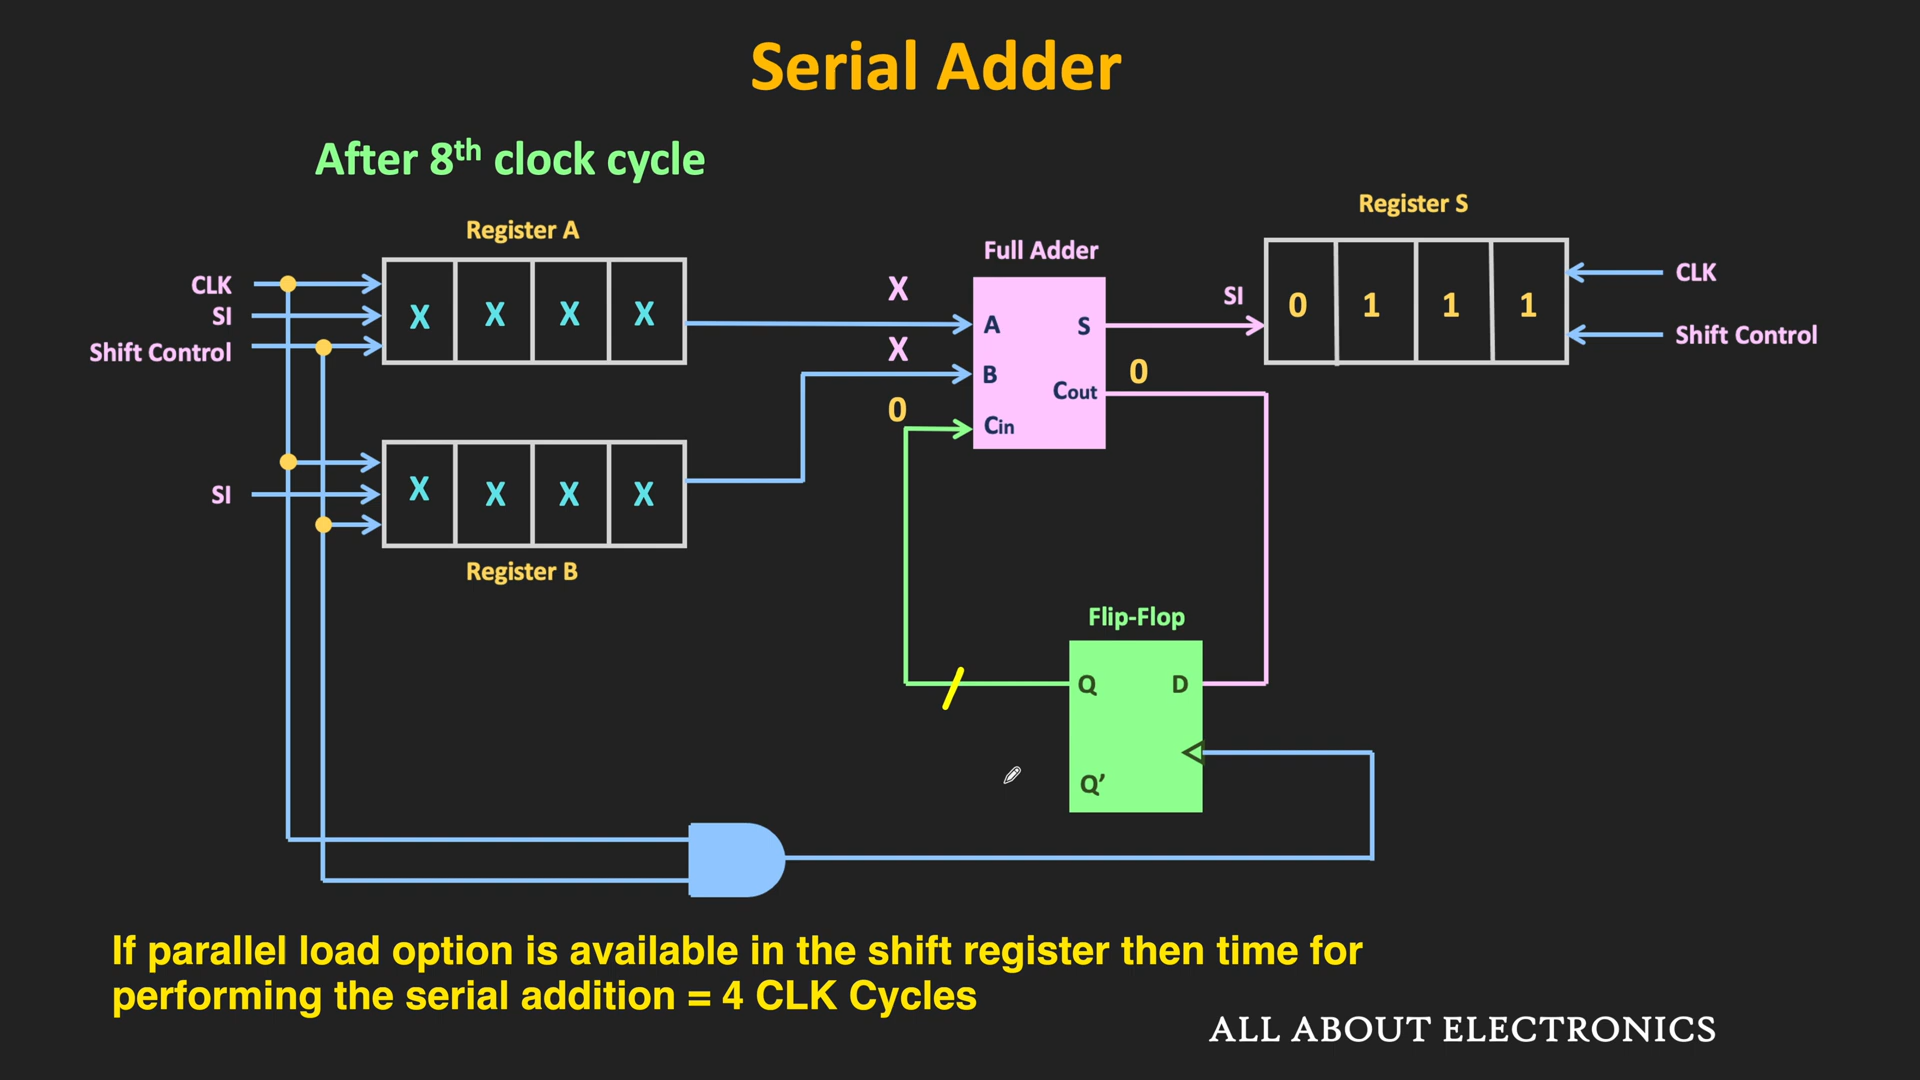 Serial Adder
After 8th clock cycle
Register A
CLK
SI
Shift Control
X X X X
SI
X X X X
Register B
Full Adder
X
X
0
A
B
Cin
S
Cout
0
SI
Register S
0 1 1 1
CLK
Shift Control
Flip-Flop
Q
D
Q’
If parallel load option is available in the shift register then time for
performing the serial addition = 4 CLK Cycles
ALL ABOUT ELECTRONICS